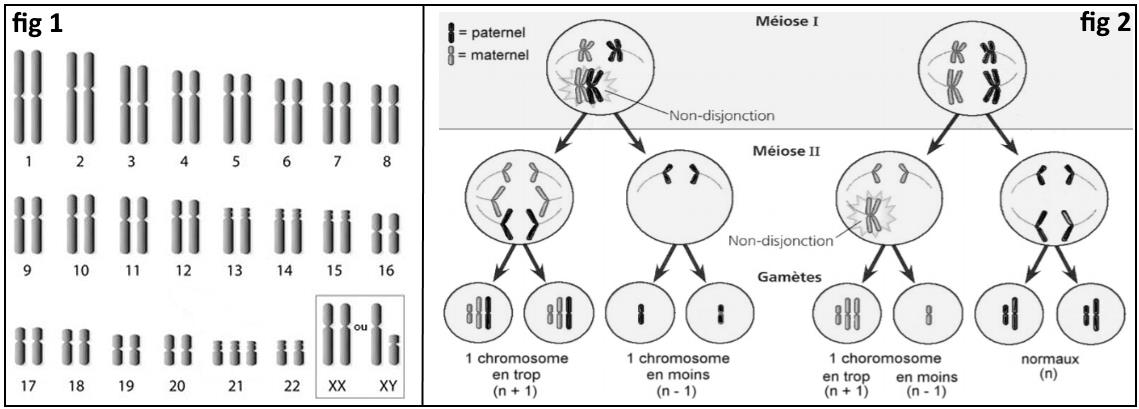 fig 1
1 2 3 4 5 6 7 8
9 10 11 12 13 14 15 16
ou
17 18 19 20 21 22 XX XY
fig 2
Méiose I
= paternel
= maternel
Non-disjonction
Méiose II
Non-disjonction
Gamètes
1 chromosome
en trop
(n + 1)
1 chromosome
en moins
(n - 1)
1 chromosome
en trop en moins
(n + 1) (n - 1)
normaux
(n)